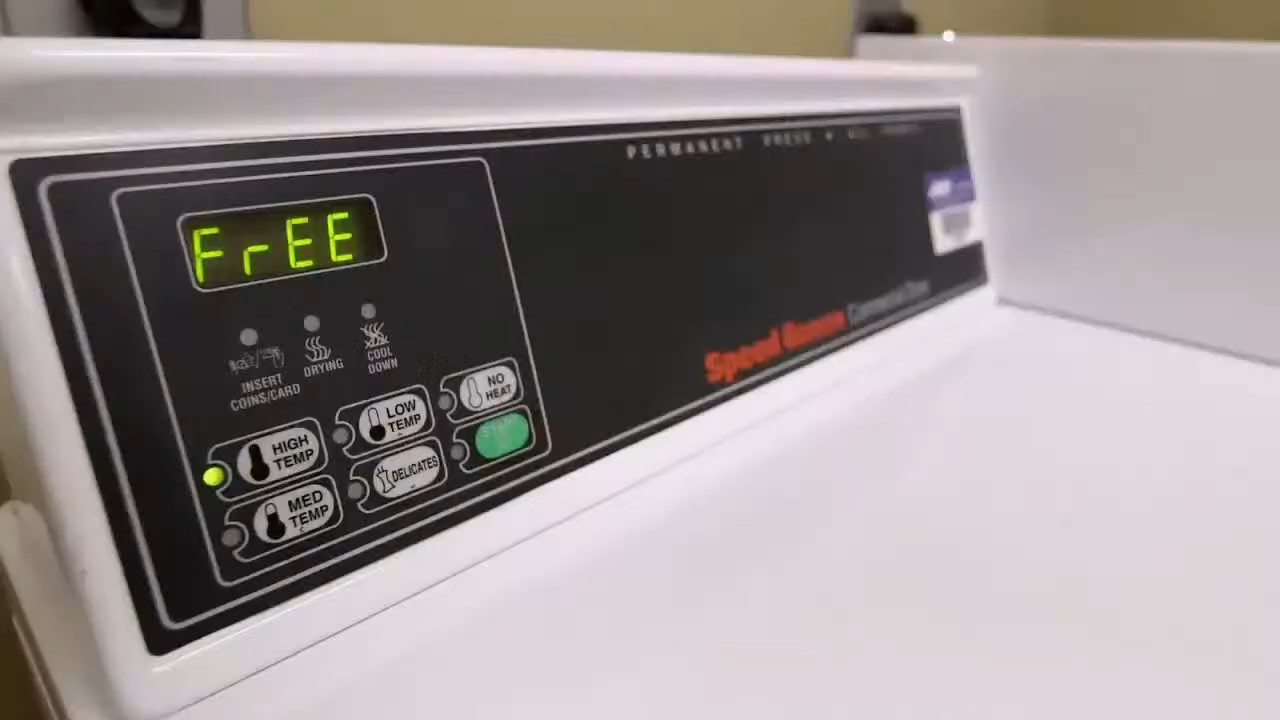 PERMANENT PRESS
FrEE
INSERT
COINS/CARD
DRYING
COOL
DOWN
NO
HEAT
LOW
TEMP
HIGH
TEMP
START
DELICATES
MED
TEMP
Speed Queen